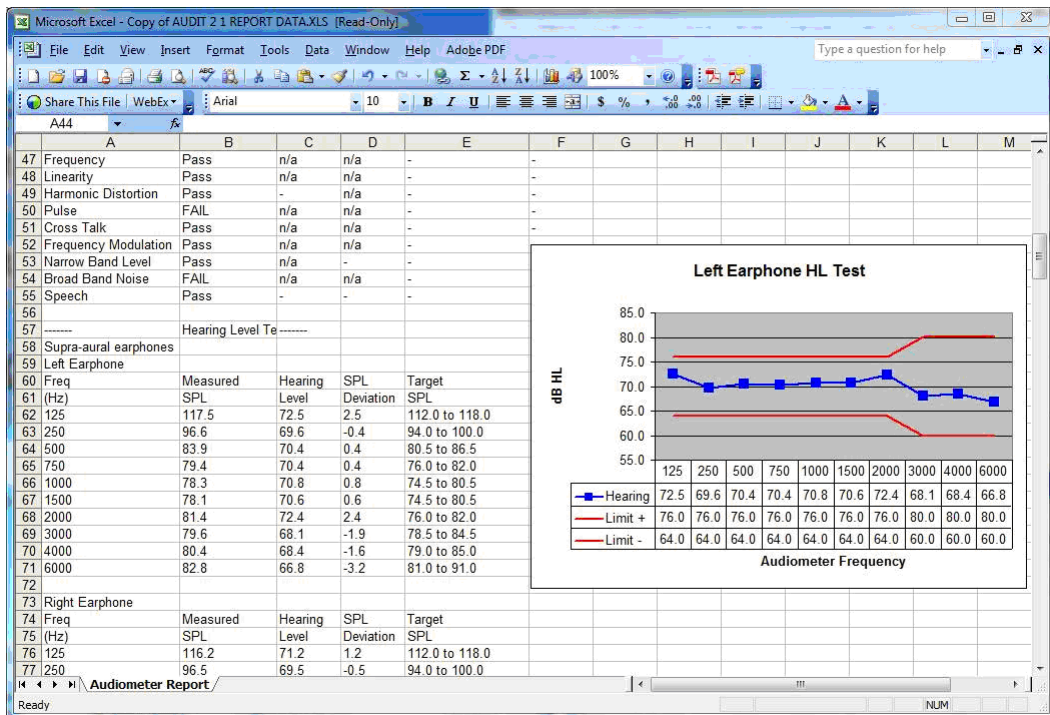 Microsoft Excel - Copy of AUDIT 2 1 REPORT DATA.XLS [Read-Only]
File Edit View Insert Format Tools Data Window Help Adobe PDF
Type a question for help
100%
Share This File WebEx
Arial 10 B I U $ % ,
A44 fx
A B C D E F G H I J K L M
47 Frequency Pass n/a n/a - -
48 Linearity Pass n/a n/a - -
49 Harmonic Distortion Pass - n/a - -
50 Pulse FAIL n/a n/a - -
51 Cross Talk Pass n/a n/a - -
52 Frequency Modulation Pass n/a n/a -
53 Narrow Band Level Pass n/a - -
54 Broad Band Noise FAIL n/a n/a -
55 Speech Pass - - -
56
57 ------- Hearing Level Te -------
58 Supra-aural earphones
59 Left Earphone
60 Freq Measured Hearing SPL Target
61 (Hz) SPL Level Deviation SPL
62 125 117.5 72.5 2.5 112.0 to 118.0
63 250 96.6 69.6 -0.4 94.0 to 100.0
64 500 83.9 70.4 0.4 80.5 to 86.5
65 750 79.4 70.4 0.4 76.0 to 82.0
66 1000 78.3 70.8 0.8 74.5 to 80.5
67 1500 78.1 70.6 0.6 74.5 to 80.5
68 2000 81.4 72.4 2.4 76.0 to 82.0
69 3000 79.6 68.1 -1.9 78.5 to 84.5
70 4000 80.4 68.4 -1.6 79.0 to 85.0
71 6000 82.8 66.8 -3.2 81.0 to 91.0
72
73 Right Earphone
74 Freq Measured Hearing SPL Target
75 (Hz) SPL Level Deviation SPL
76 125 116.2 71.2 1.2 112.0 to 118.0
77 250 96.5 69.5 -0.5 94.0 to 100.0
Left Earphone HL Test
dB HL
85.0
80.0
75.0
70.0
65.0
60.0
55.0
125 250 500 750 1000 1500 2000 3000 4000 6000
Hearing 72.5 69.6 70.4 70.4 70.8 70.6 72.4 68.1 68.4 66.8
Limit + 76.0 76.0 76.0 76.0 76.0 76.0 76.0 80.0 80.0 80.0
Limit - 64.0 64.0 64.0 64.0 64.0 64.0 64.0 60.0 60.0 60.0
Audiometer Frequency
Audiometer Report
Ready NUM